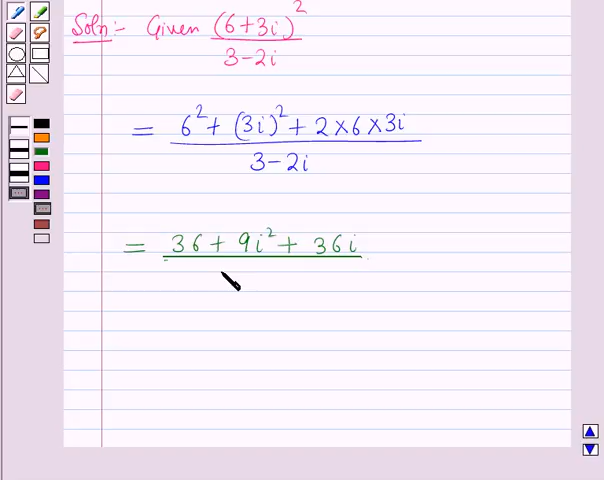 Soln:- Given (6+3i)²
3-2i
= 6² + (3i)² + 2×6×3i
3-2i
= 36 + 9i² + 36i